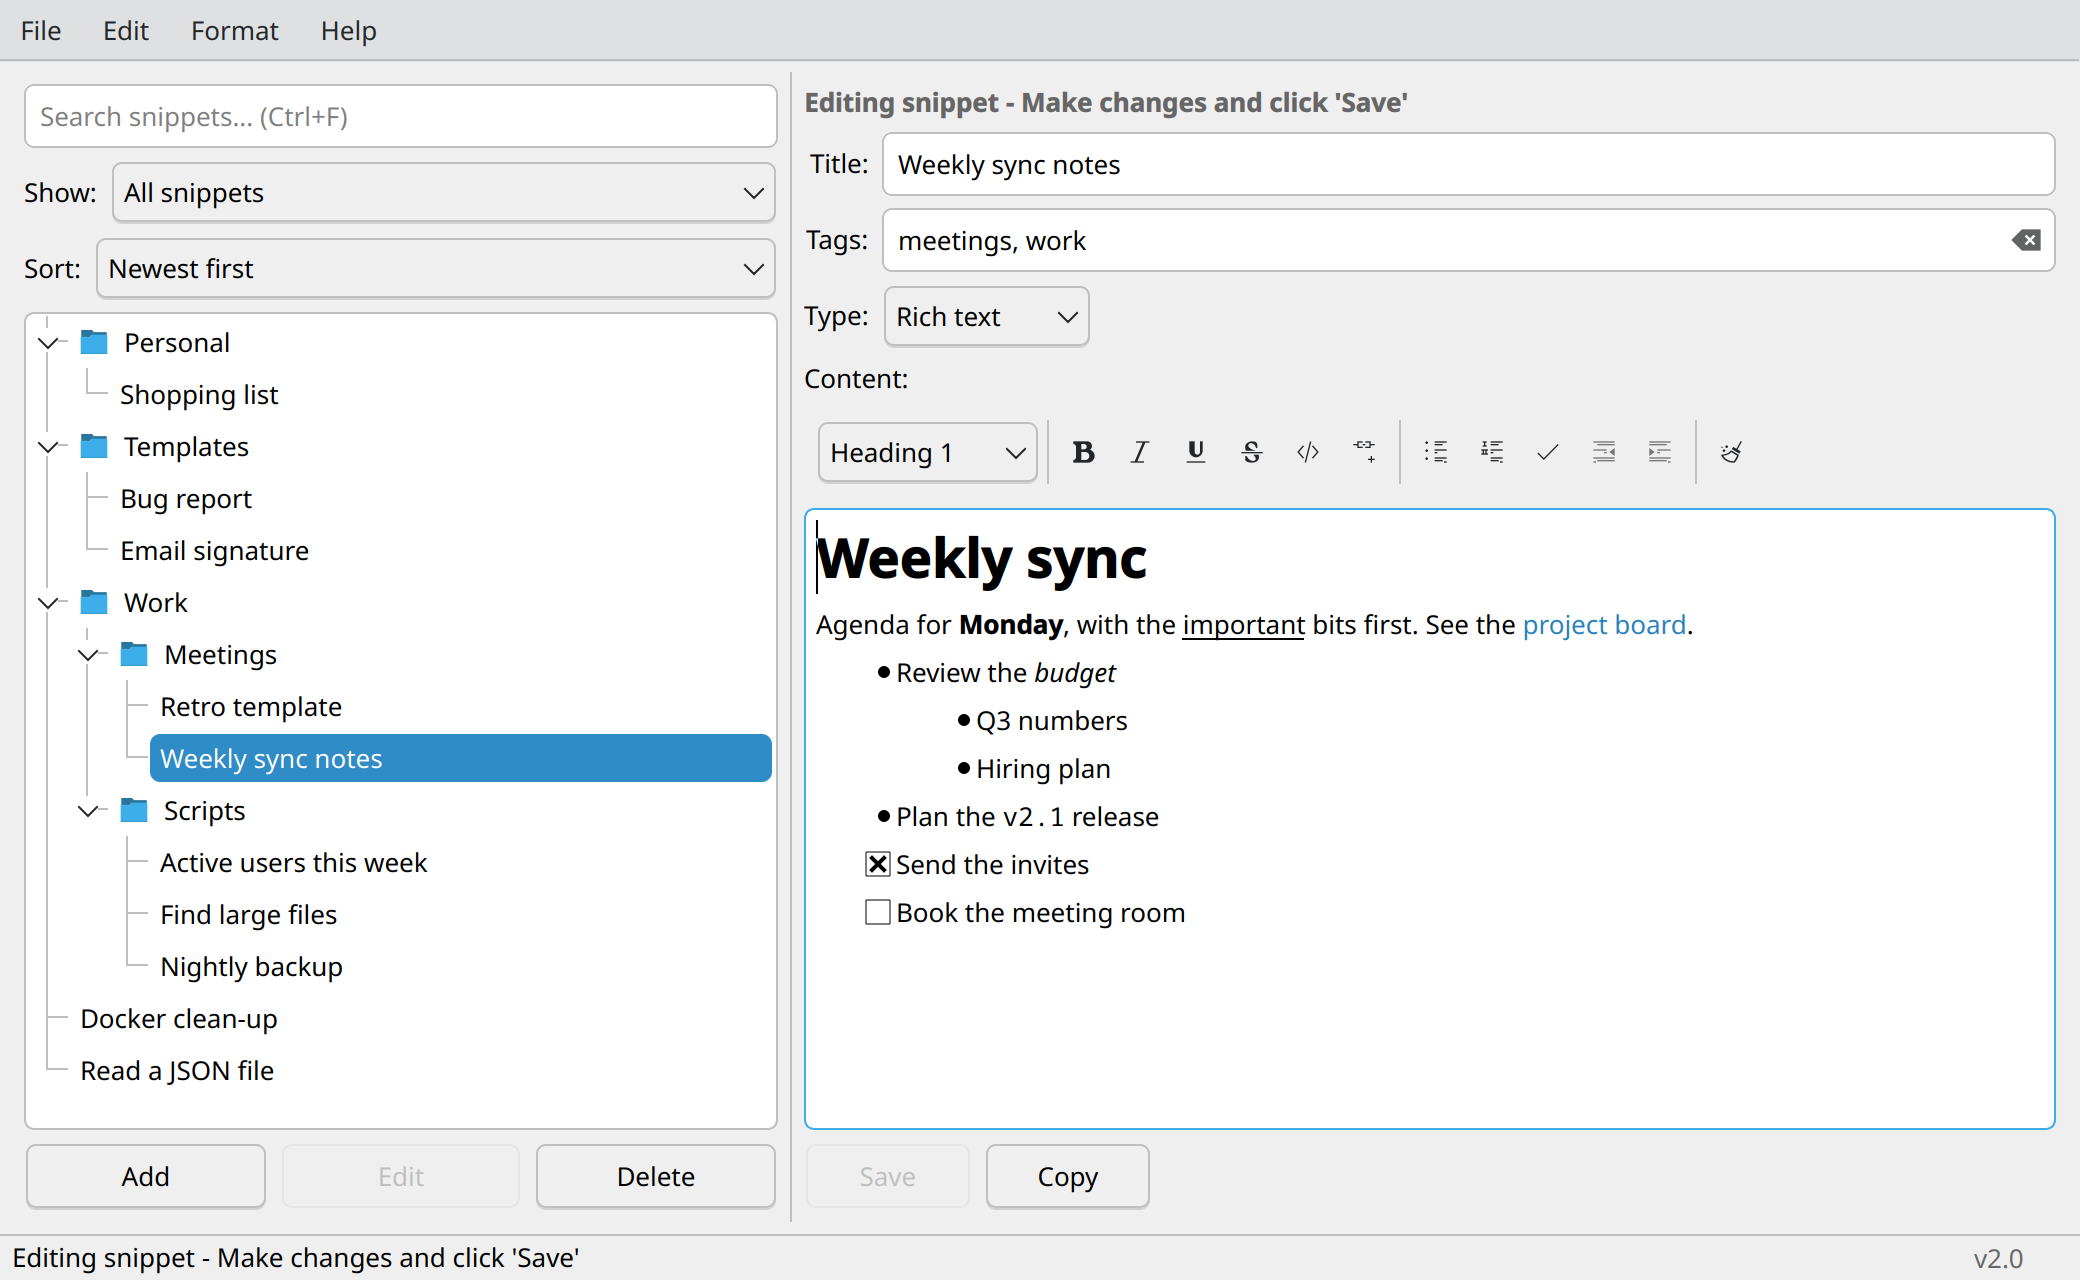 File Edit Format Help
Search snippets... (Ctrl+F)
Show: All snippets
Sort: Newest first
Personal
Shopping list
Templates
Bug report
Email signature
Work
Meetings
Retro template
Weekly sync notes
Scripts
Active users this week
Find large files
Nightly backup
Docker clean-up
Read a JSON file
Add Edit Delete
Editing snippet - Make changes and click 'Save'
Title: Weekly sync notes
Tags: meetings, work
Type: Rich text
Content:
Heading 1 B I U S </>
Weekly sync
Agenda for Monday, with the important bits first. See the project board.
Review the budget
Q3 numbers
Hiring plan
Plan the v2.1 release
Send the invites
Book the meeting room
Save Copy
Editing snippet - Make changes and click 'Save' v2.0